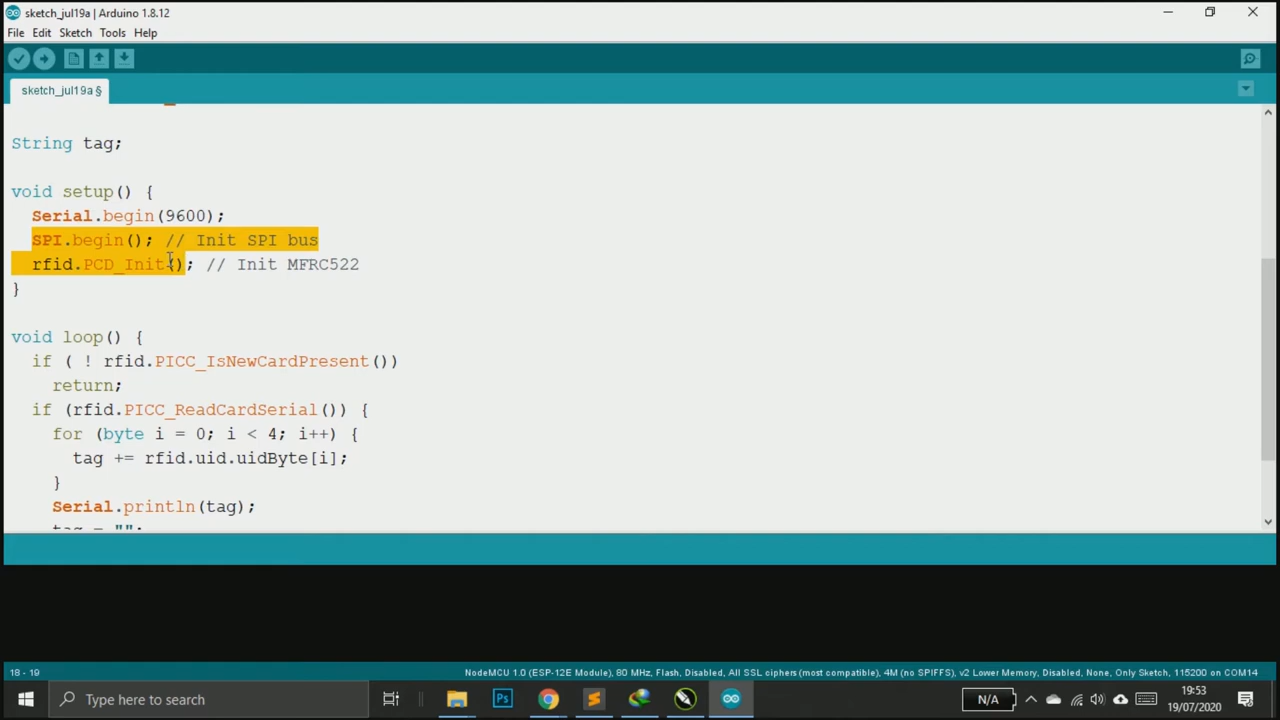 sketch_jul19a | Arduino 1.8.12
File Edit Sketch Tools Help
sketch_jul19a §
String tag;
void setup() {
Serial.begin(9600);
SPI.begin(); // Init SPI bus
rfid.PCD_Init(); // Init MFRC522
}
void loop() {
if ( ! rfid.PICC_IsNewCardPresent())
return;
if (rfid.PICC_ReadCardSerial()) {
for (byte i = 0; i < 4; i++) {
tag += rfid.uid.uidByte[i];
}
Serial.println(tag);
tag = "";
18 - 19
NodeMCU 1.0 (ESP-12E Module), 80 MHz, Flash, Disabled, All SSL ciphers (most compatible), 4M (no SPIFFS), v2 Lower Memory, Disabled, None, Only Sketch, 115200 on COM14
Type here to search
Ps
N/A
19:53
19/07/2020